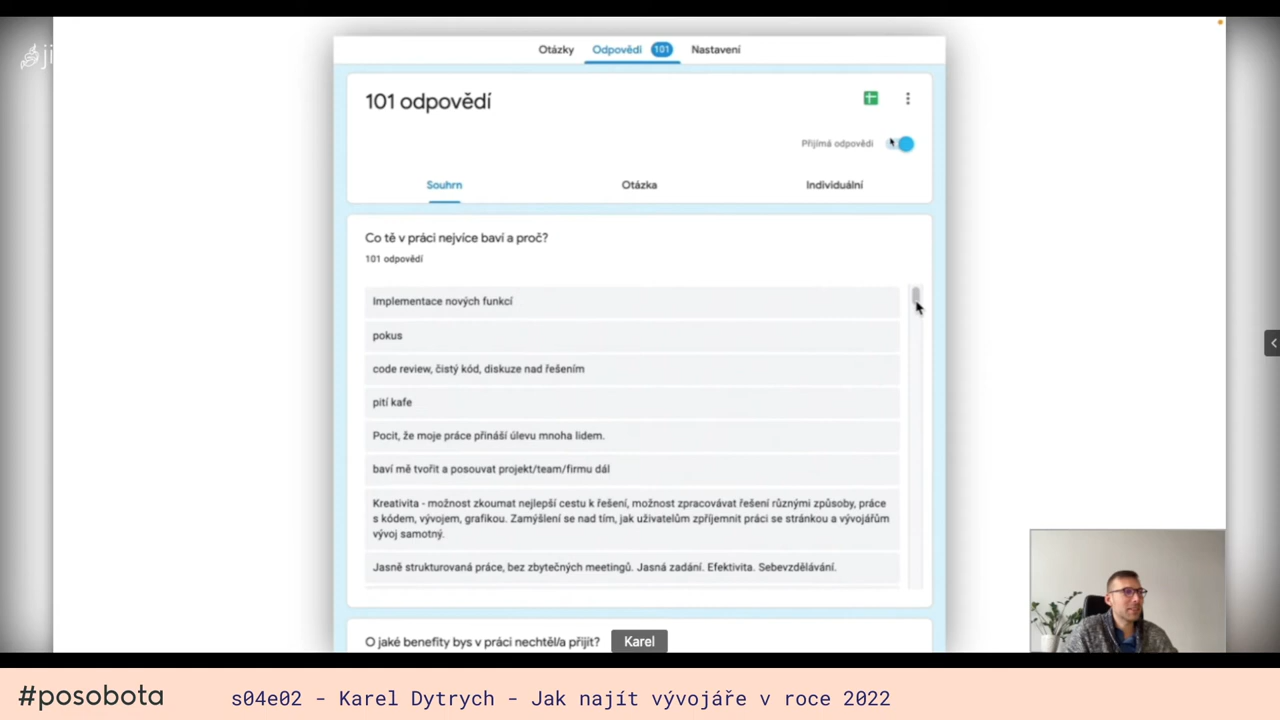 ji
Otázky Odpovědi 101 Nastavení
101 odpovědí
Přijímá odpovědi
Souhrn Otázka Individuální
Co tě v práci nejvíce baví a proč?
101 odpovědí
Implementace nových funkcí
pokus
code review, čistý kód, diskuze nad řešením
pití kafe
Pocit, že moje práce přináší úlevu mnoha lidem.
baví mě tvořit a posouvat projekt/team/firmu dál
Kreativita - možnost zkoumat nejlepší cestu k řešení, možnost zpracovávat řešení různými způsoby, práce
s kódem, vývojem, grafikou. Zamýšlení se nad tím, jak uživatelům zpříjemnit práci se stránkou a vývojářům
vývoj samotný.
Jasně strukturovaná práce, bez zbytečných meetingů. Jasná zadání. Efektivita. Sebevzdělávání.
O jaké benefity bys v práci nechtěl/a přijít?
Karel
#posobota s04e02 - Karel Dytrych - Jak najít vývojáře v roce 2022